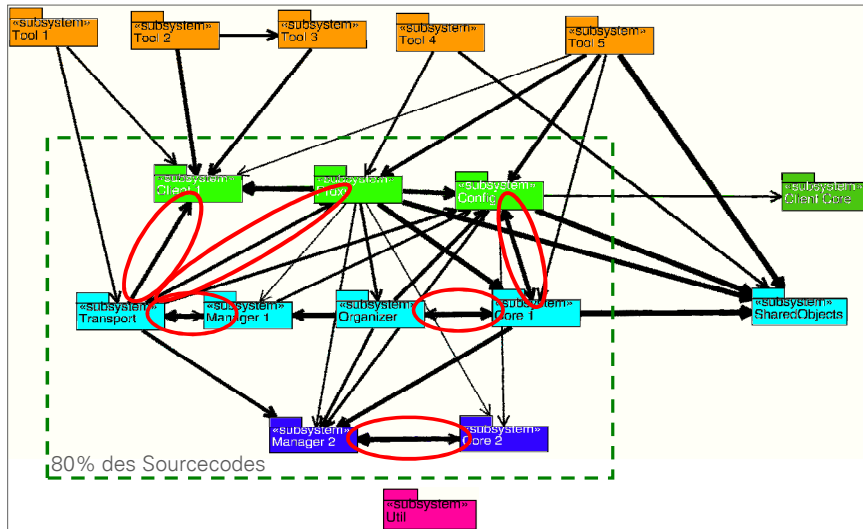 «subsystem»
Tool 1
«subsystem»
Tool 2
«subsystem»
Tool 3
«subsystem»
Tool 4
«subsystem»
Tool 5
«subsystem»
Client 1
«subsystem»
«subsystem»
Config
«subsystem»
Client Core
«subsystem»
Transport
«subsystem»
Manager 1
«subsystem»
Organizer
«subsystem»
Core 1
«subsystem»
SharedObjects
«subsystem»
Manager 2
«subsystem»
Core 2
80% des Sourcecodes
«subsystem»
Util